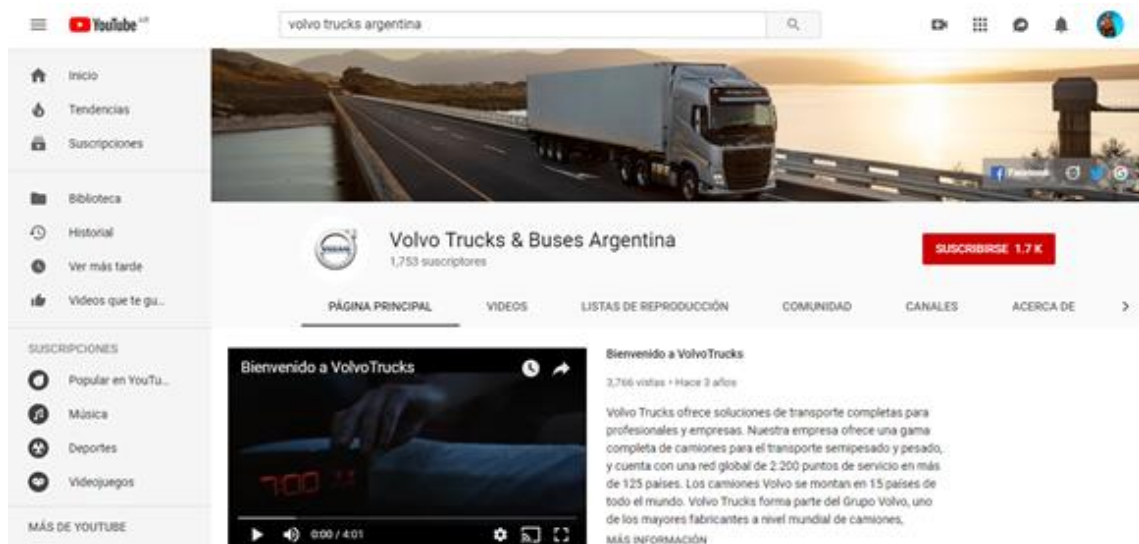 YouTube AR
volvo trucks argentina
Inicio
Tendencias
Suscripciones
Biblioteca
Historial
Ver más tarde
Videos que te gu...
SUSCRIPCIONES
Popular en YouTu...
Música
Deportes
Videojuegos
MÁS DE YOUTUBE
Facebook
Volvo Trucks & Buses Argentina
1,753 suscriptores
SUSCRIBIRSE 1.7 K
PÁGINA PRINCIPAL
VIDEOS
LISTAS DE REPRODUCCIÓN
COMUNIDAD
CANALES
ACERCA DE
Bienvenido a VolvoTrucks
7:00
0:00 / 4:01
Bienvenido a VolvoTrucks
3,766 vistas • Hace 3 años
Volvo Trucks ofrece soluciones de transporte completas para
profesionales y empresas. Nuestra empresa ofrece una gama
completa de camiones para el transporte semipesado y pesado,
y cuenta con una red global de 2.200 puntos de servicio en más
de 125 países. Los camiones Volvo se montan en 15 países de
todo el mundo. Volvo Trucks forma parte del Grupo Volvo, uno
de los mayores fabricantes a nivel mundial de camiones,
MÁS INFORMACIÓN